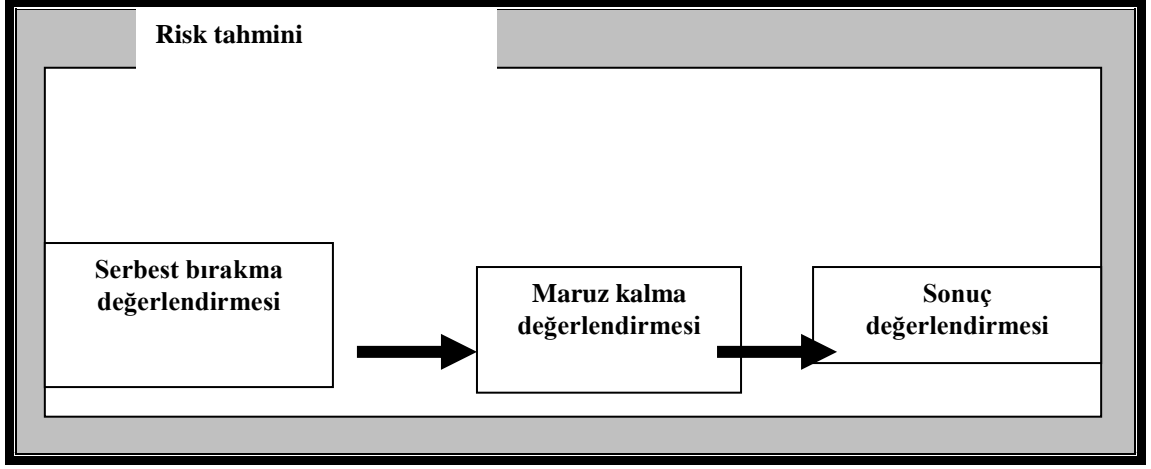 Risk tahmini
Serbest bırakma
değerlendirmesi
Maruz kalma
değerlendirmesi
Sonuç
değerlendirmesi